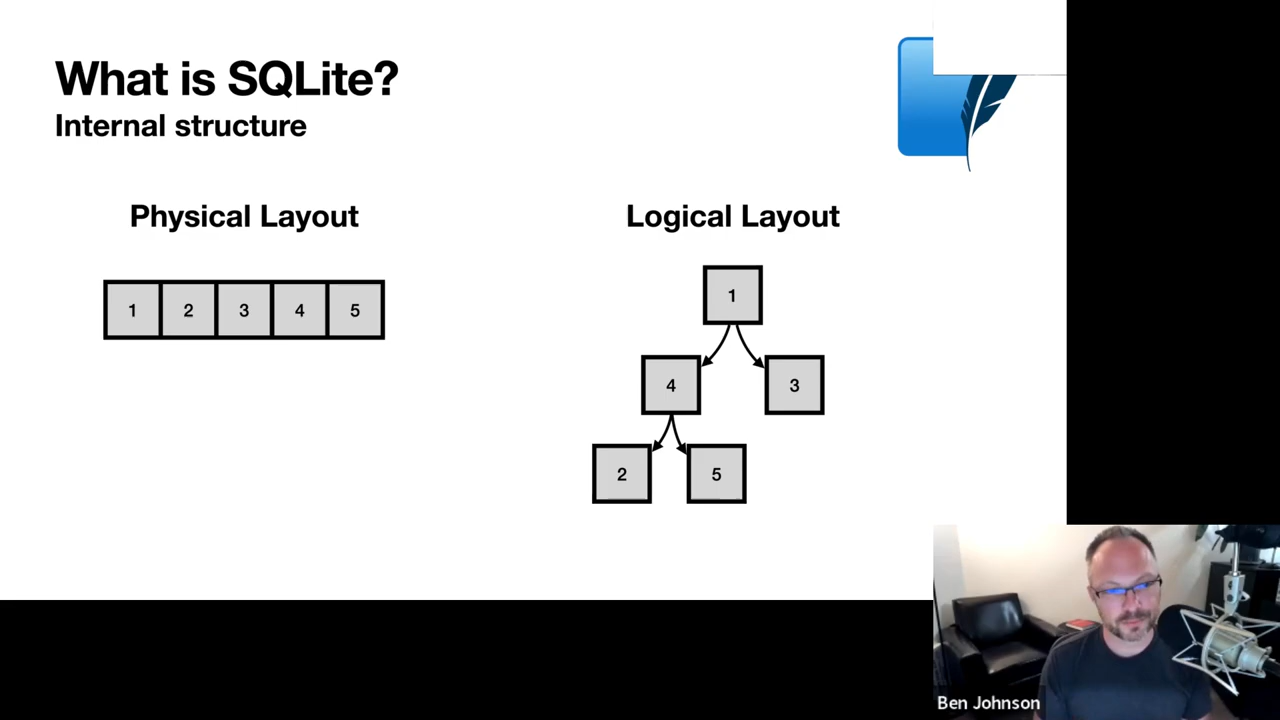 What is SQLite?
Internal structure
Physical Layout
1 2 3 4 5
Logical Layout
1
4 3
2 5
Ben Johnson